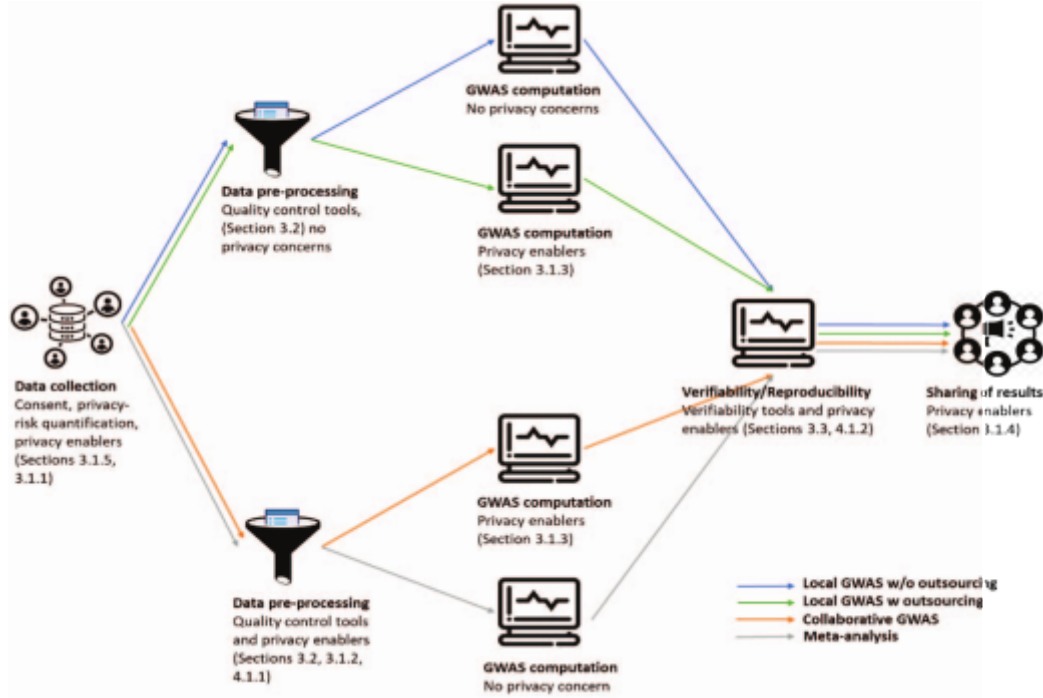 GWAS computation
No privacy concerns
Data pre-processing
Quality control tools,
(Section 3.2) no
privacy concerns
GWAS computation
Privacy enablers
(Section 3.1.3)
Data collection
Consent, privacy-
risk quantification,
privacy enablers
(Sections 3.1.5,
3.1.1)
Verifiability/Reproducibility
Verifiability tools and privacy
enablers (Sections 3.3, 4.1.2)
Sharing of results
Privacy enablers
(Section 3.1.4)
GWAS computation
Privacy enablers
(Section 3.1.3)
Data pre-processing
Quality control tools
and privacy enablers
(Sections 3.2, 3.1.2,
4.1.1)
GWAS computation
No privacy concern
Local GWAS w/o outsourcing
Local GWAS w outsourcing
Collaborative GWAS
Meta-analysis